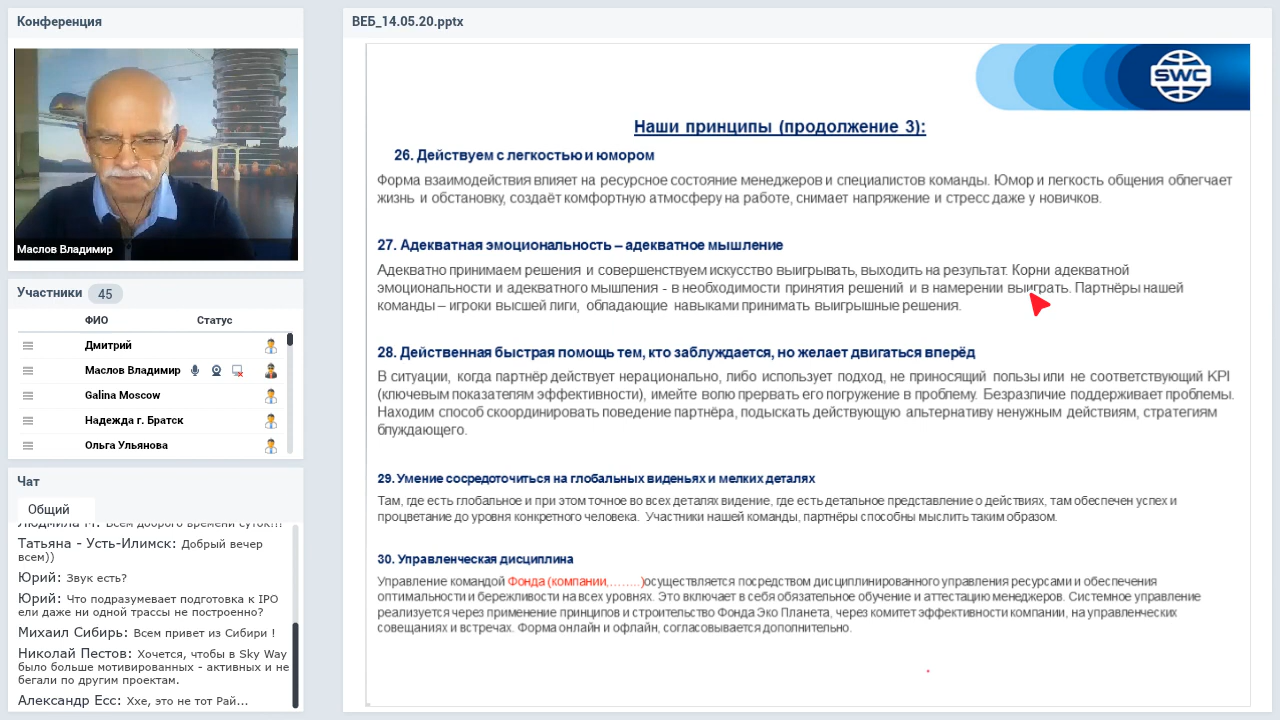 Конференция
Маслов Владимир
Участники 45
ФИО Статус
Дмитрий
Маслов Владимир
Galina Moscow
Надежда г. Братск
Ольга Ульянова
Чат
Общий
Людмила М: Всем доброго времени суток!!!
Татьяна - Усть-Илимск: Добрый вечер
всем))
Юрий: Звук есть?
Юрий: Что подразумевает подготовка к IPO
если даже ни одной трассы не построенно?
Михаил Сибирь: Всем привет из Сибири !
Николай Пестов: Хочется, чтобы в Sky Way
было больше мотивированных - активных и не
бегали по другим проектам.
Александр Есс: Ххе, это не тот Рай...
ВЕБ_14.05.20.pptx
SWC
Наши принципы (продолжение 3):
26. Действуем с легкостью и юмором
Форма взаимодействия влияет на ресурсное состояние менеджеров и специалистов команды. Юмор и легкость общения облегчает
жизнь и обстановку, создаёт комфортную атмосферу на работе, снимает напряжение и стресс даже у новичков.
27. Адекватная эмоциональность – адекватное мышление
Адекватно принимаем решения и совершенствуем искусство выигрывать, выходить на результат. Корни адекватной
эмоциональности и адекватного мышления - в необходимости принятия решений и в намерении выиграть. Партнёры нашей
команды – игроки высшей лиги, обладающие навыками принимать выигрышные решения.
28. Действенная быстрая помощь тем, кто заблуждается, но желает двигаться вперёд
В ситуации, когда партнёр действует нерационально, либо использует подход, не приносящий пользы или не соответствующий KPI
(ключевым показателям эффективности), имейте волю прервать его погружение в проблему. Безразличие поддерживает проблемы.
Находим способ скоординировать поведение партнёра, подыскать действующую альтернативу ненужным действиям, стратегиям
блуждающего.
29. Умение сосредоточиться на глобальных виденьях и мелких деталях
Там, где есть глобальное и при этом точное во всех деталях видение, где есть детальное представление о действиях, там обеспечен успех и
процветание до уровня конкретного человека. Участники нашей команды, партнёры способны мыслить таким образом.
30. Управленческая дисциплина
Управление командой Фонда (компании,........)осуществляется посредством дисциплинированного управления ресурсами и обеспечения
оптимальности и бережливости на всех уровнях. Это включает в себя обязательное обучение и аттестацию менеджеров. Системное управление
реализуется через применение принципов и строительство Фонда Эко Планета, через комитет эффективности компании, на управленческих
совещаниях и встречах. Форма онлайн и офлайн, согласовывается дополнительно.